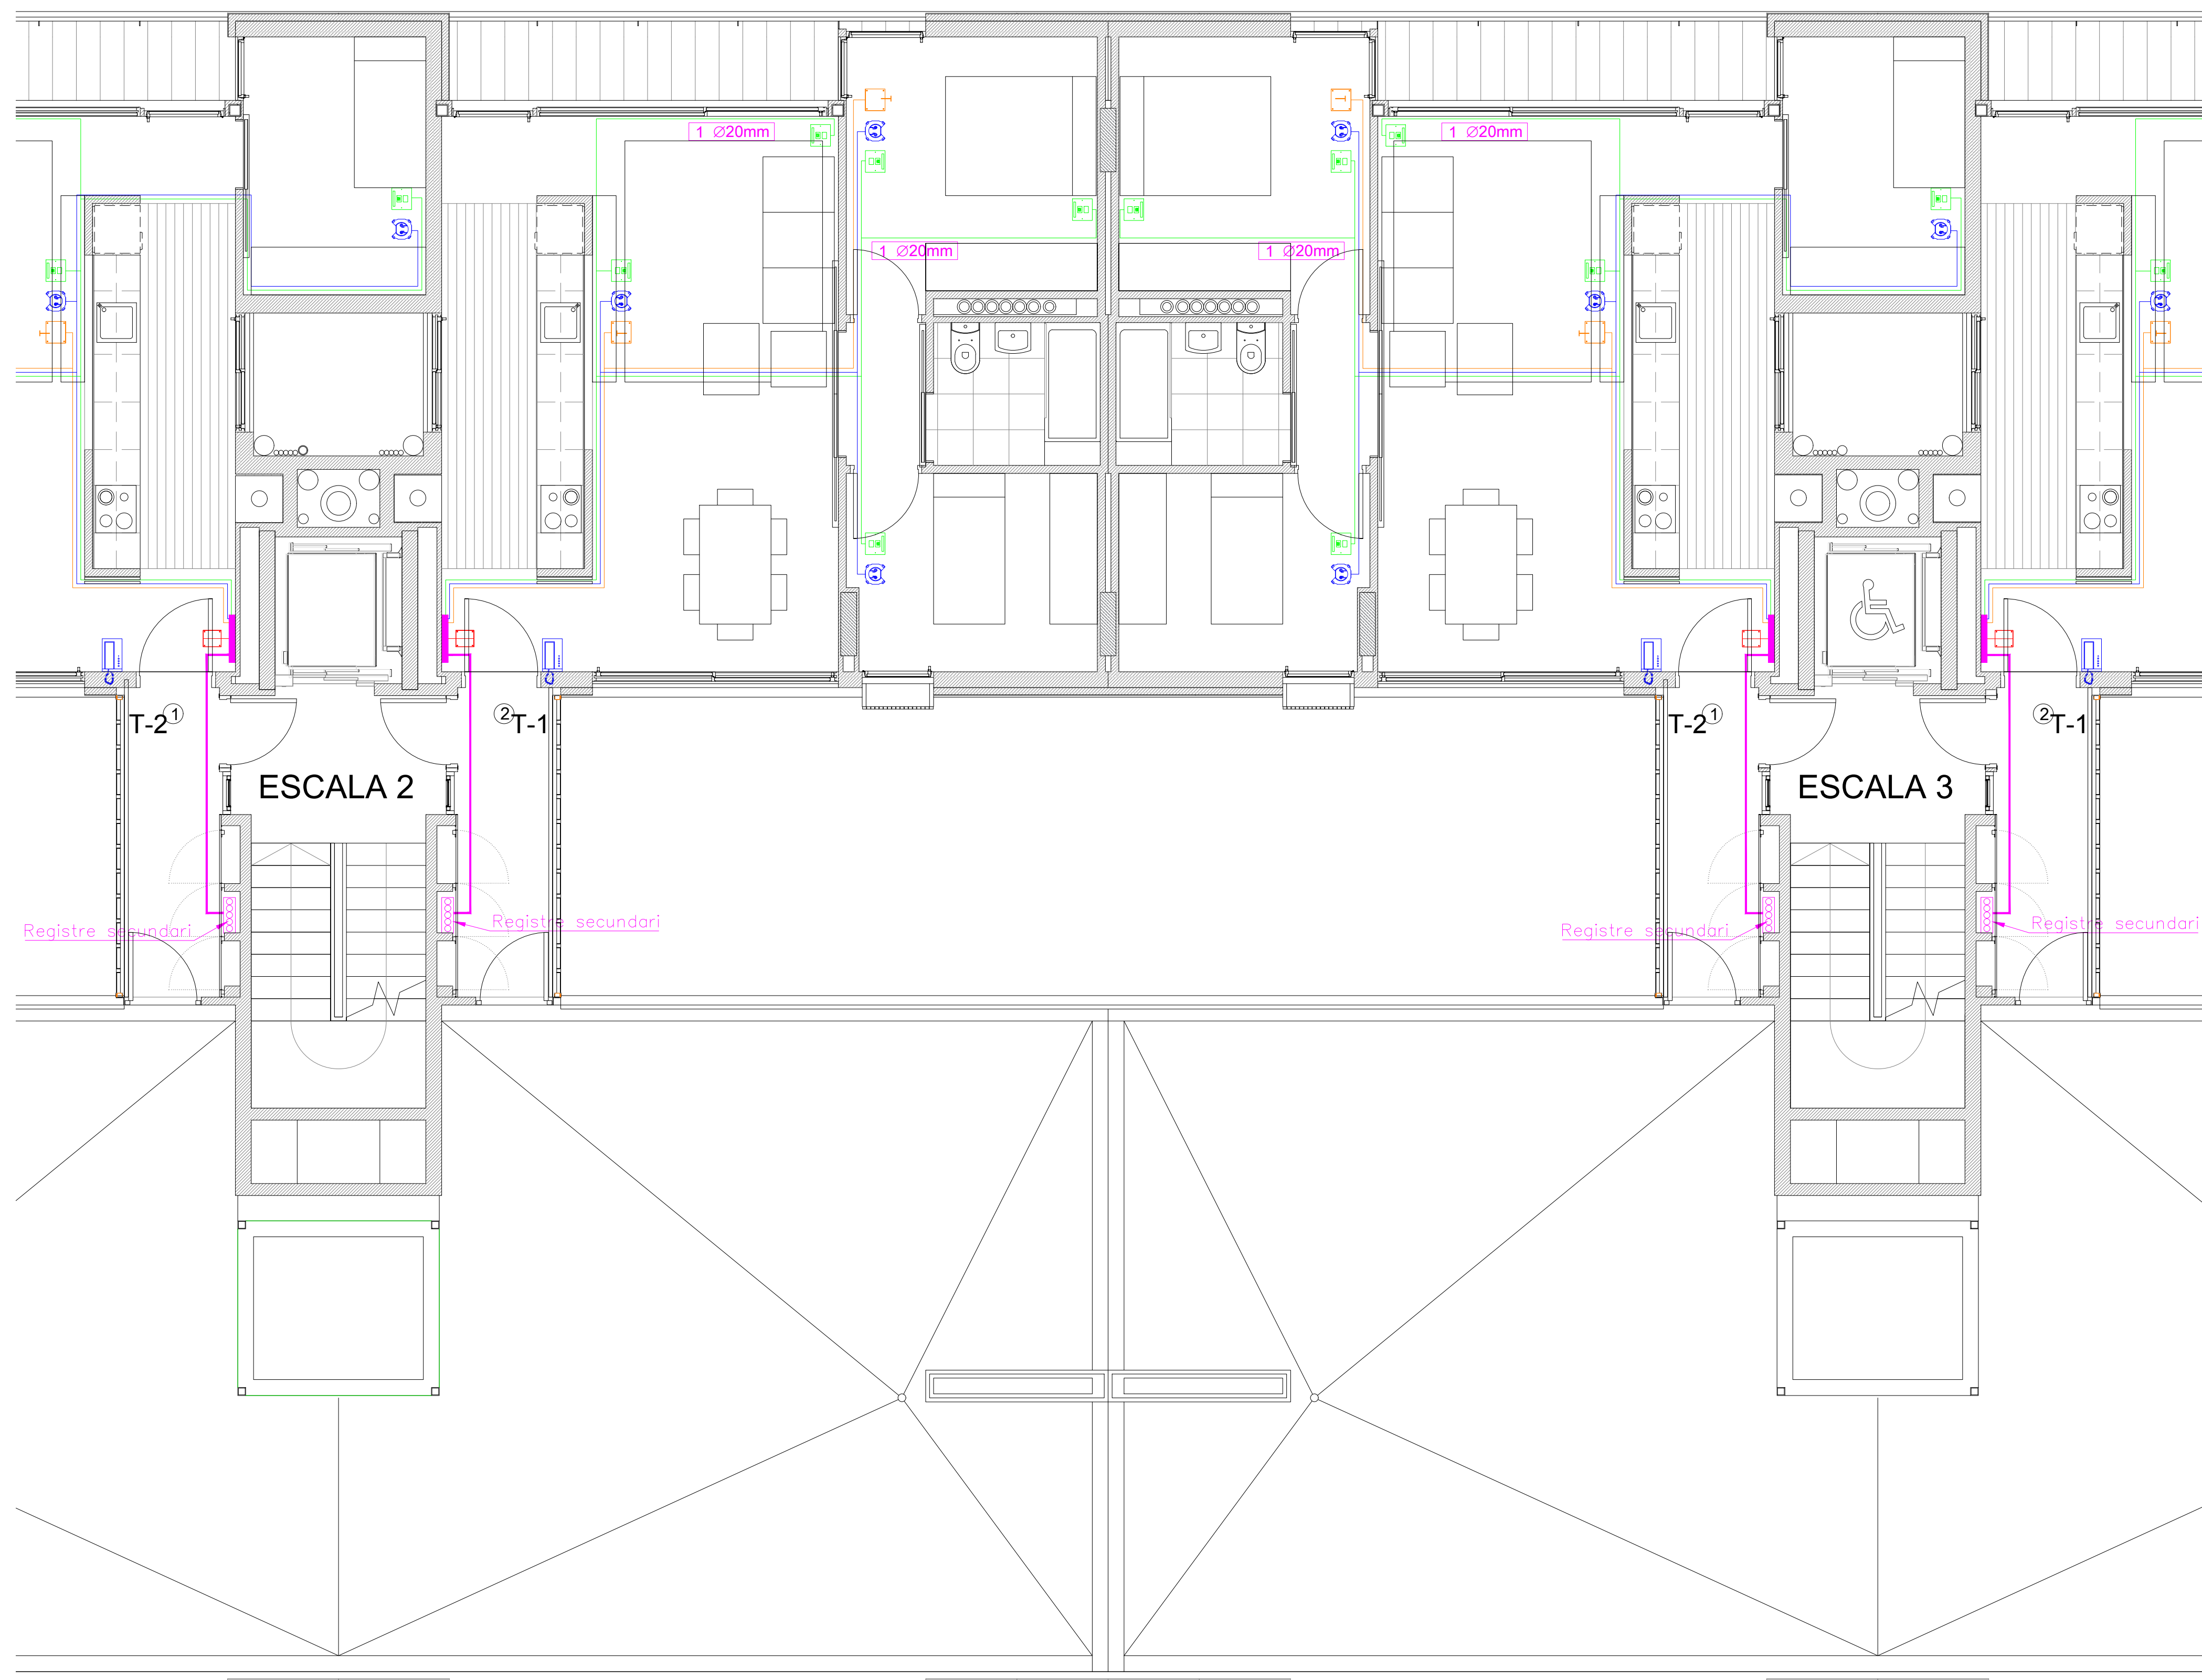 1 Ø20mm
1 Ø20mm
1 Ø20mm
1 Ø20mm
T-2 1
2 T-1
T-2 1
2 T-1
ESCALA 2
ESCALA 3
Registre secundari
Registre secundari
Registre secundari
Registre secundari